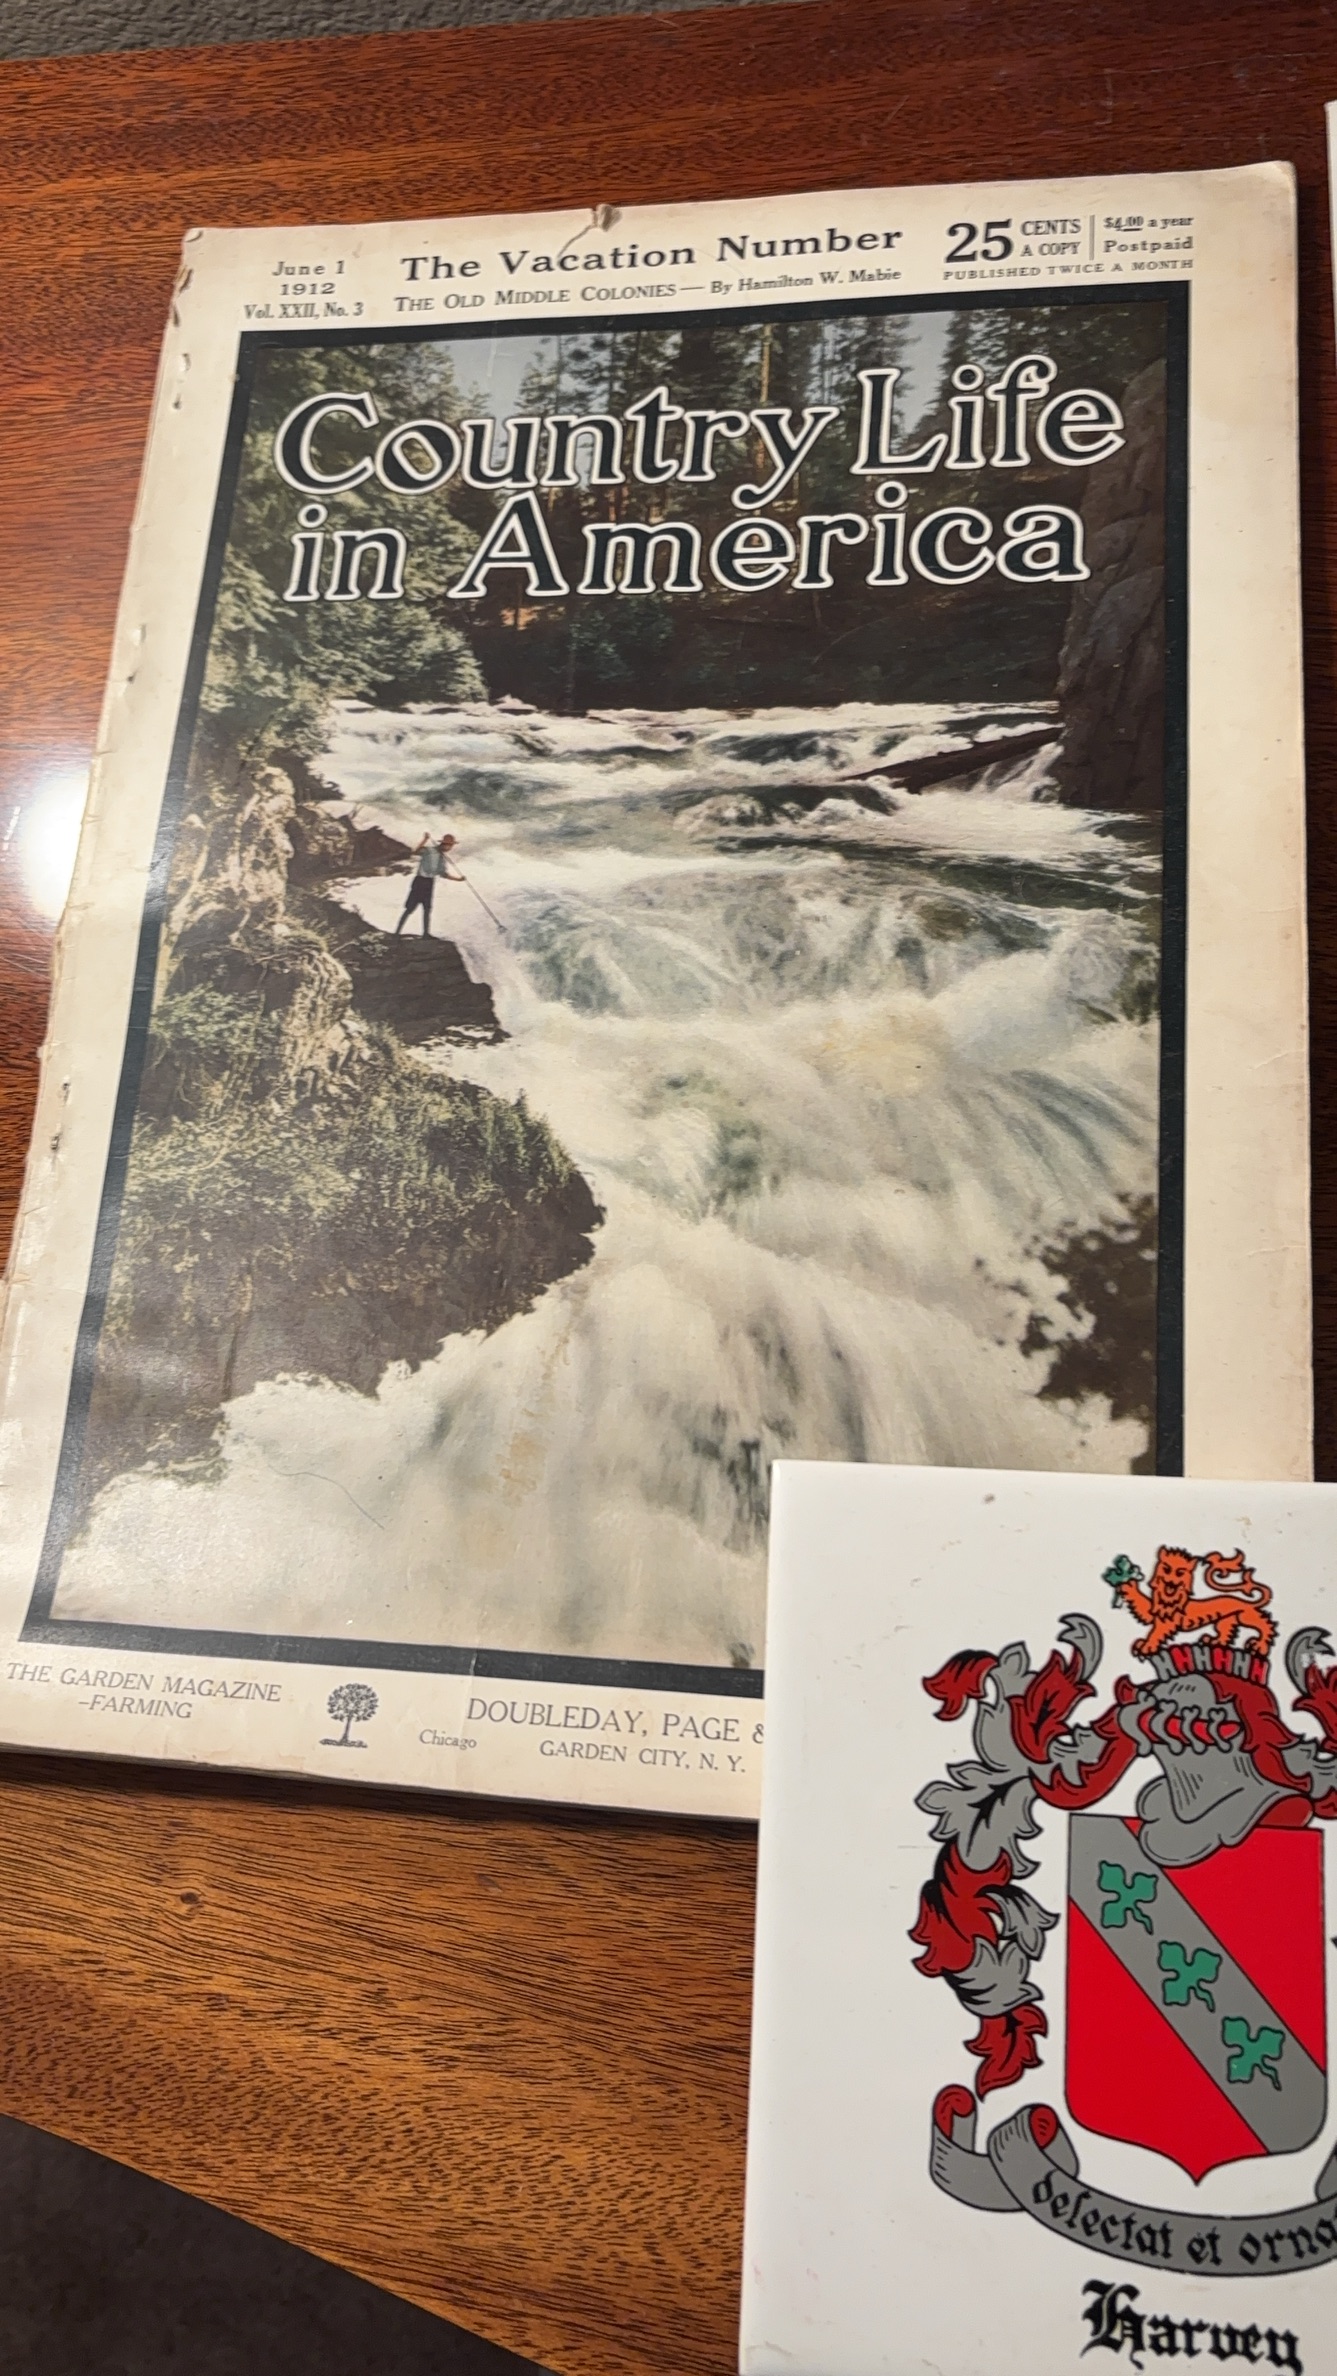 June 1
1912
Vol. XXII, No. 3
The Vacation Number
THE OLD MIDDLE COLONIES — By Hamilton W. Mabie
25 CENTS A COPY
$4.00 a year
Postpaid
PUBLISHED TWICE A MONTH
Country Life
in America
THE GARDEN MAGAZINE
-FARMING
Chicago
DOUBLEDAY, PAGE &
GARDEN CITY, N. Y.
delectat et
Harvey